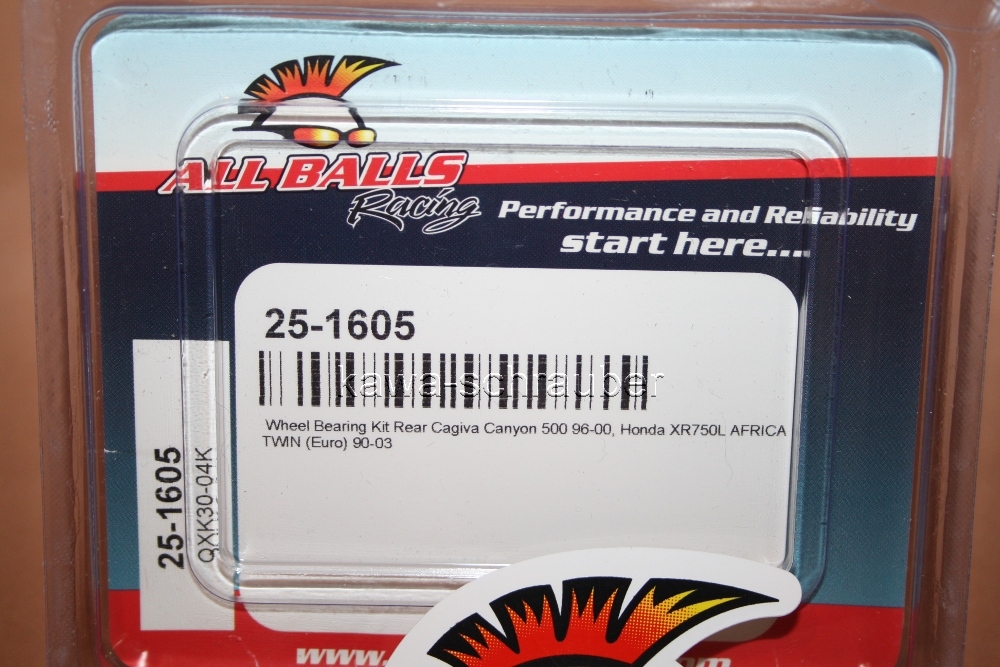 ALL BALLS
Racing
Performance and Reliability
start here....
25-1605
kawa-schrauber
Wheel Bearing Kit Rear Cagiva Canyon 500 96-00, Honda XR750L AFRICA
TWIN (Euro) 90-03
25-1605
QXK30-04K
www.